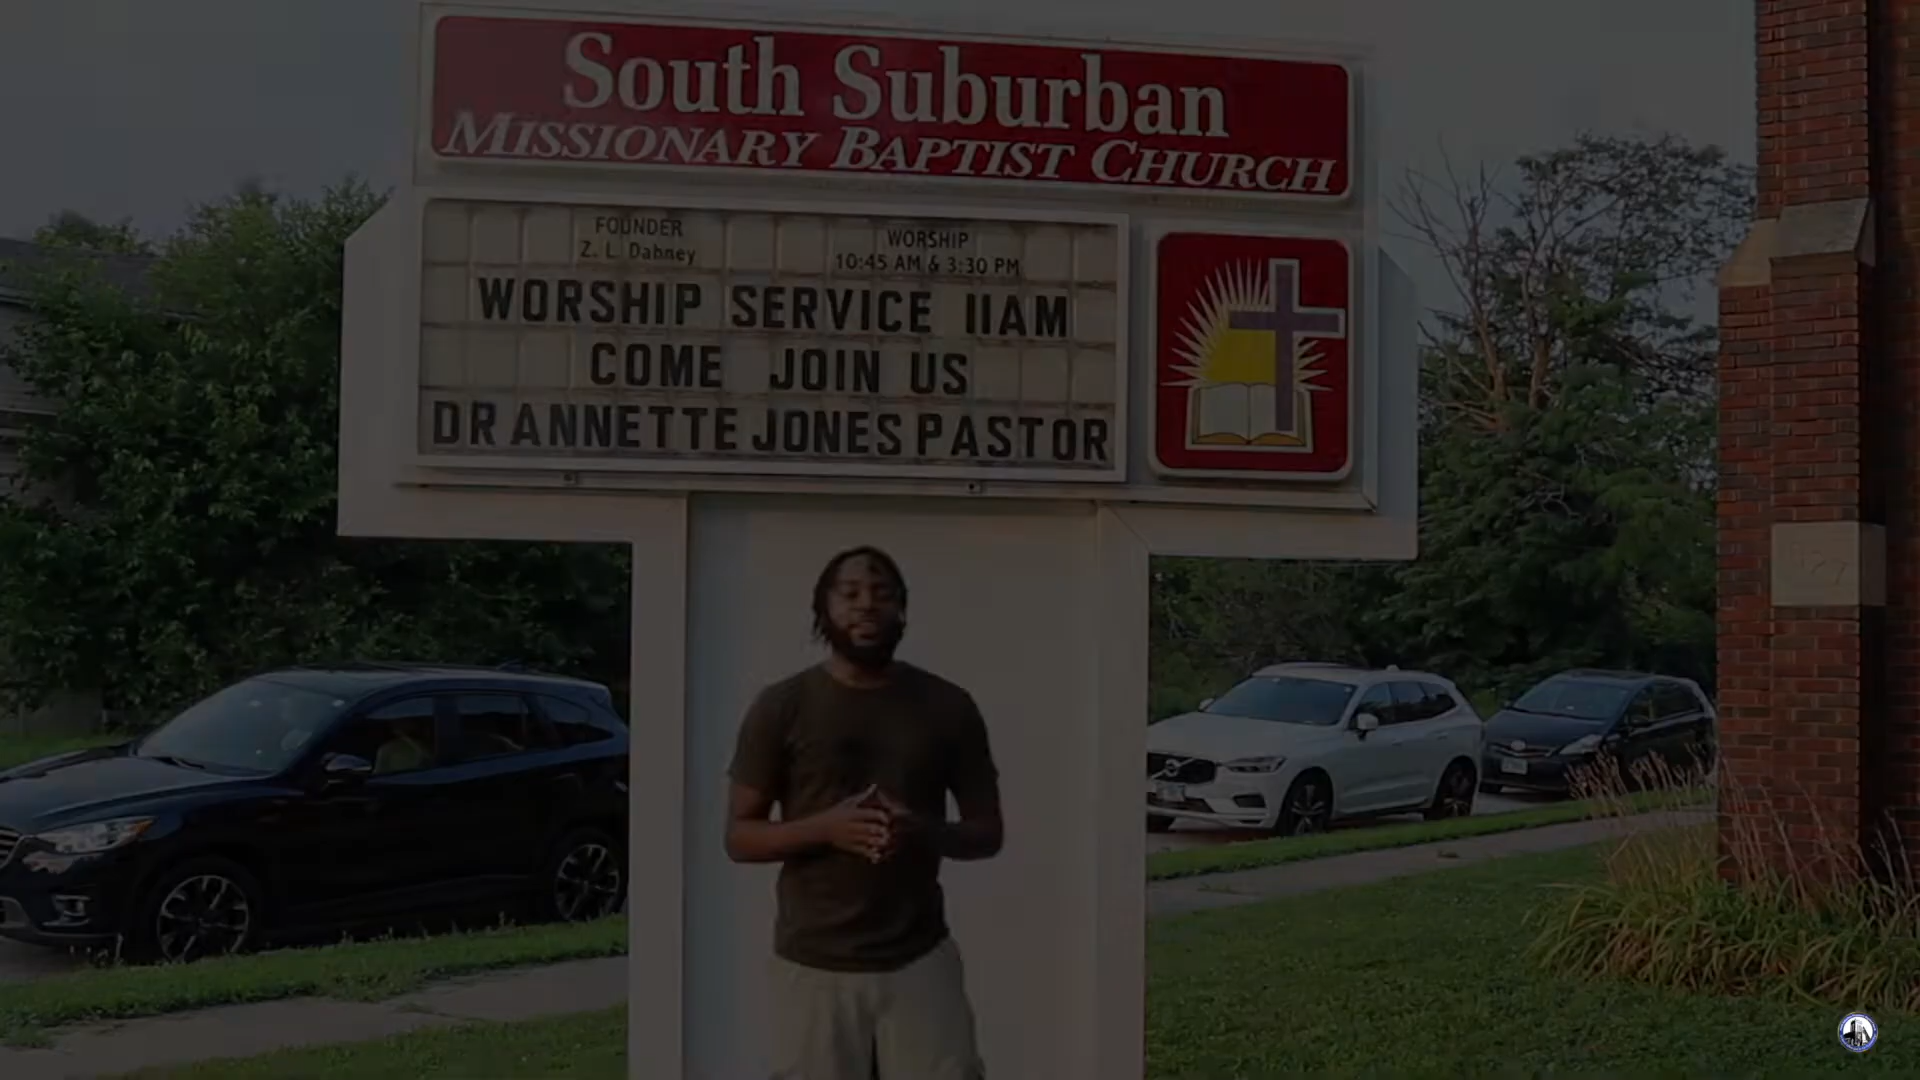 South Suburban
MISSIONARY BAPTIST CHURCH
FOUNDER
Z. L. Dabney
WORSHIP
10:45 AM & 3:30 PM
WORSHIP SERVICE 11AM
COME JOIN US
DR ANNETTE JONES PASTOR